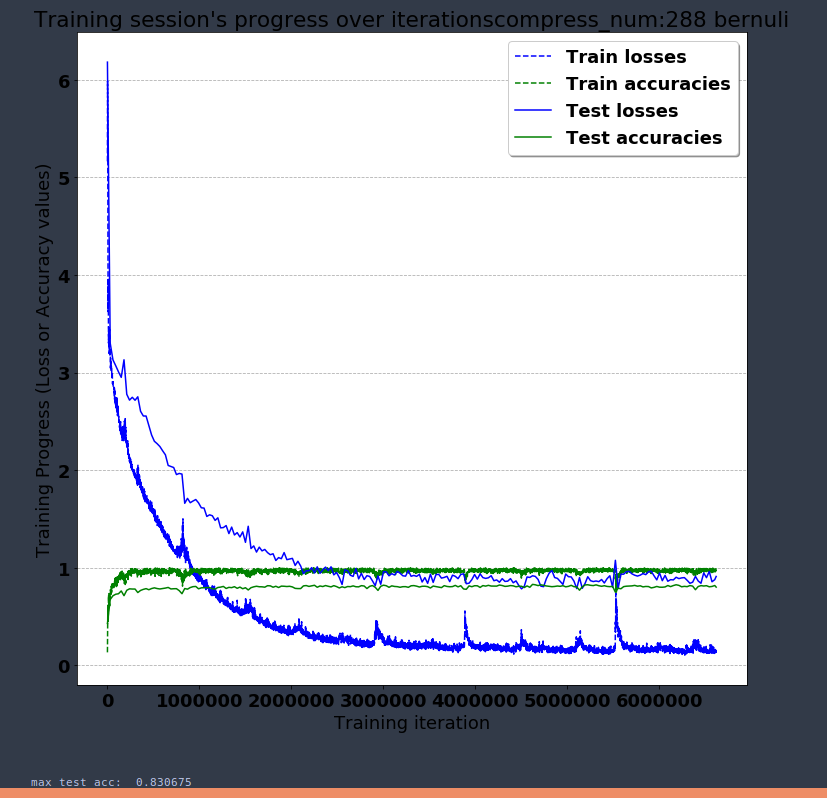 Training session's progress over iterationscompress_num:288 bernuli
Train losses
Train accuracies
Test losses
Test accuracies
Training Progress (Loss or Accuracy values)
6
5
4
3
2
1
0
0 1000000 2000000 3000000 4000000 5000000 6000000
Training iteration
max test acc: 0.830675